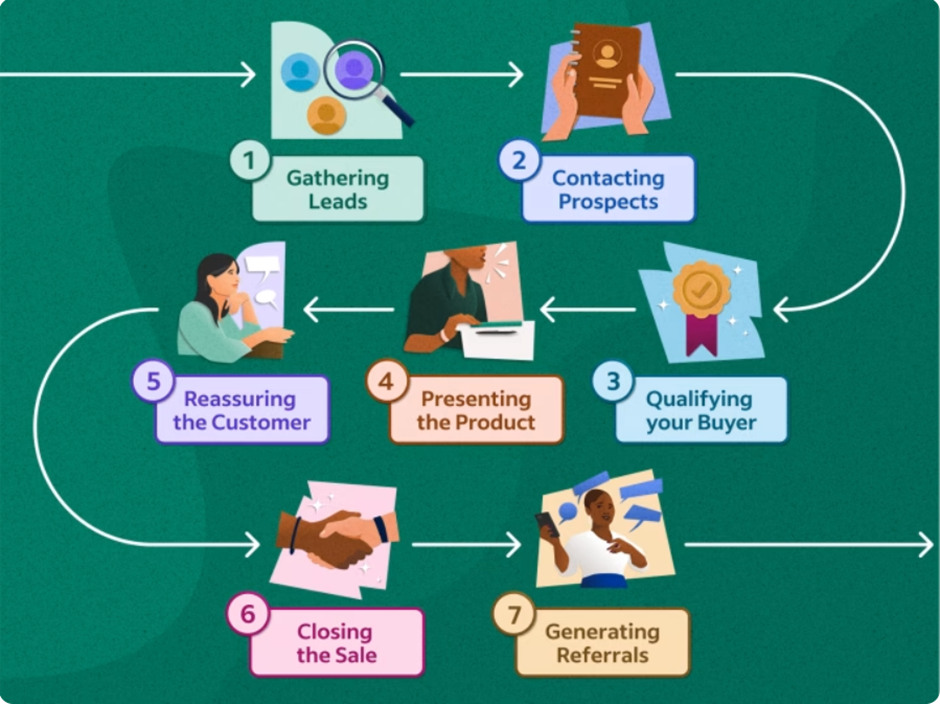 1
Gathering
Leads
2
Contacting
Prospects
3
Qualifying
your Buyer
4
Presenting
the Product
5
Reassuring
the Customer
6
Closing
the Sale
7
Generating
Referrals